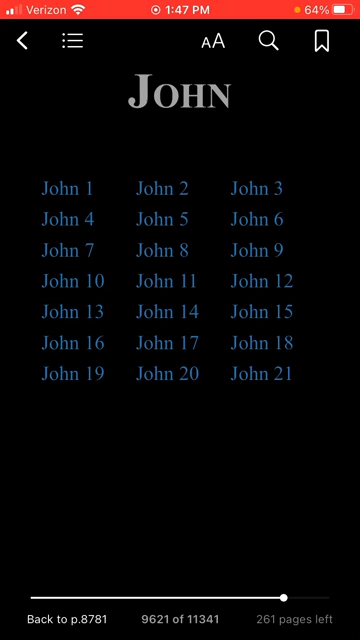 Verizon 1:47 PM 64%
AA
JOHN
John 1 John 2 John 3
John 4 John 5 John 6
John 7 John 8 John 9
John 10 John 11 John 12
John 13 John 14 John 15
John 16 John 17 John 18
John 19 John 20 John 21
Back to p.8781 9621 of 11341 261 pages left